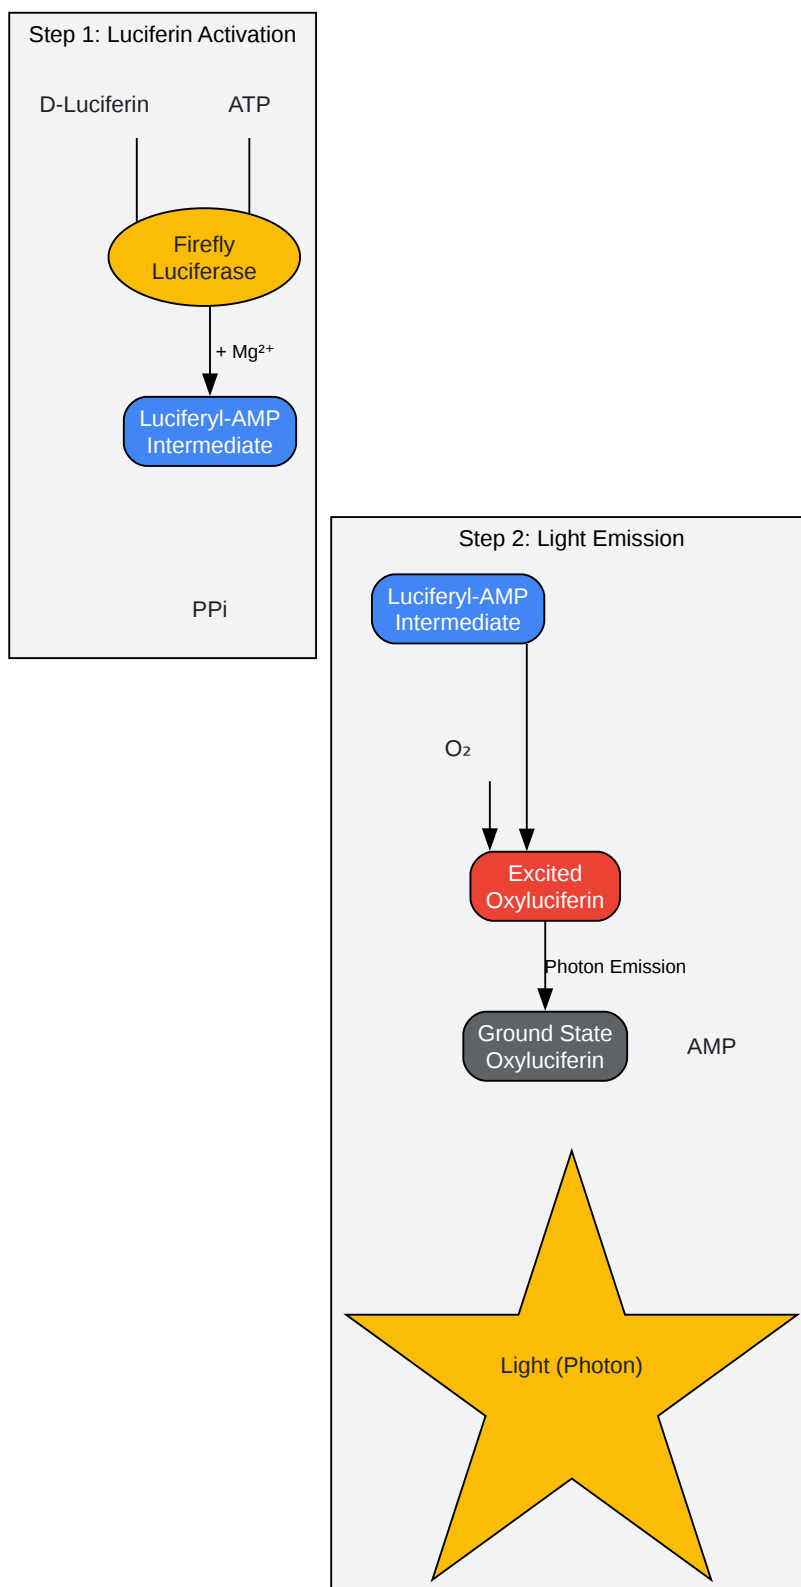 Step 1: Luciferin Activation
D-Luciferin
ATP
Firefly
Luciferase
+ Mg²⁺
Luciferyl-AMP
Intermediate
PPi
Step 2: Light Emission
Luciferyl-AMP
Intermediate
O₂
Excited
Oxyluciferin
Photon Emission
Ground State
Oxyluciferin
AMP
Light (Photon)